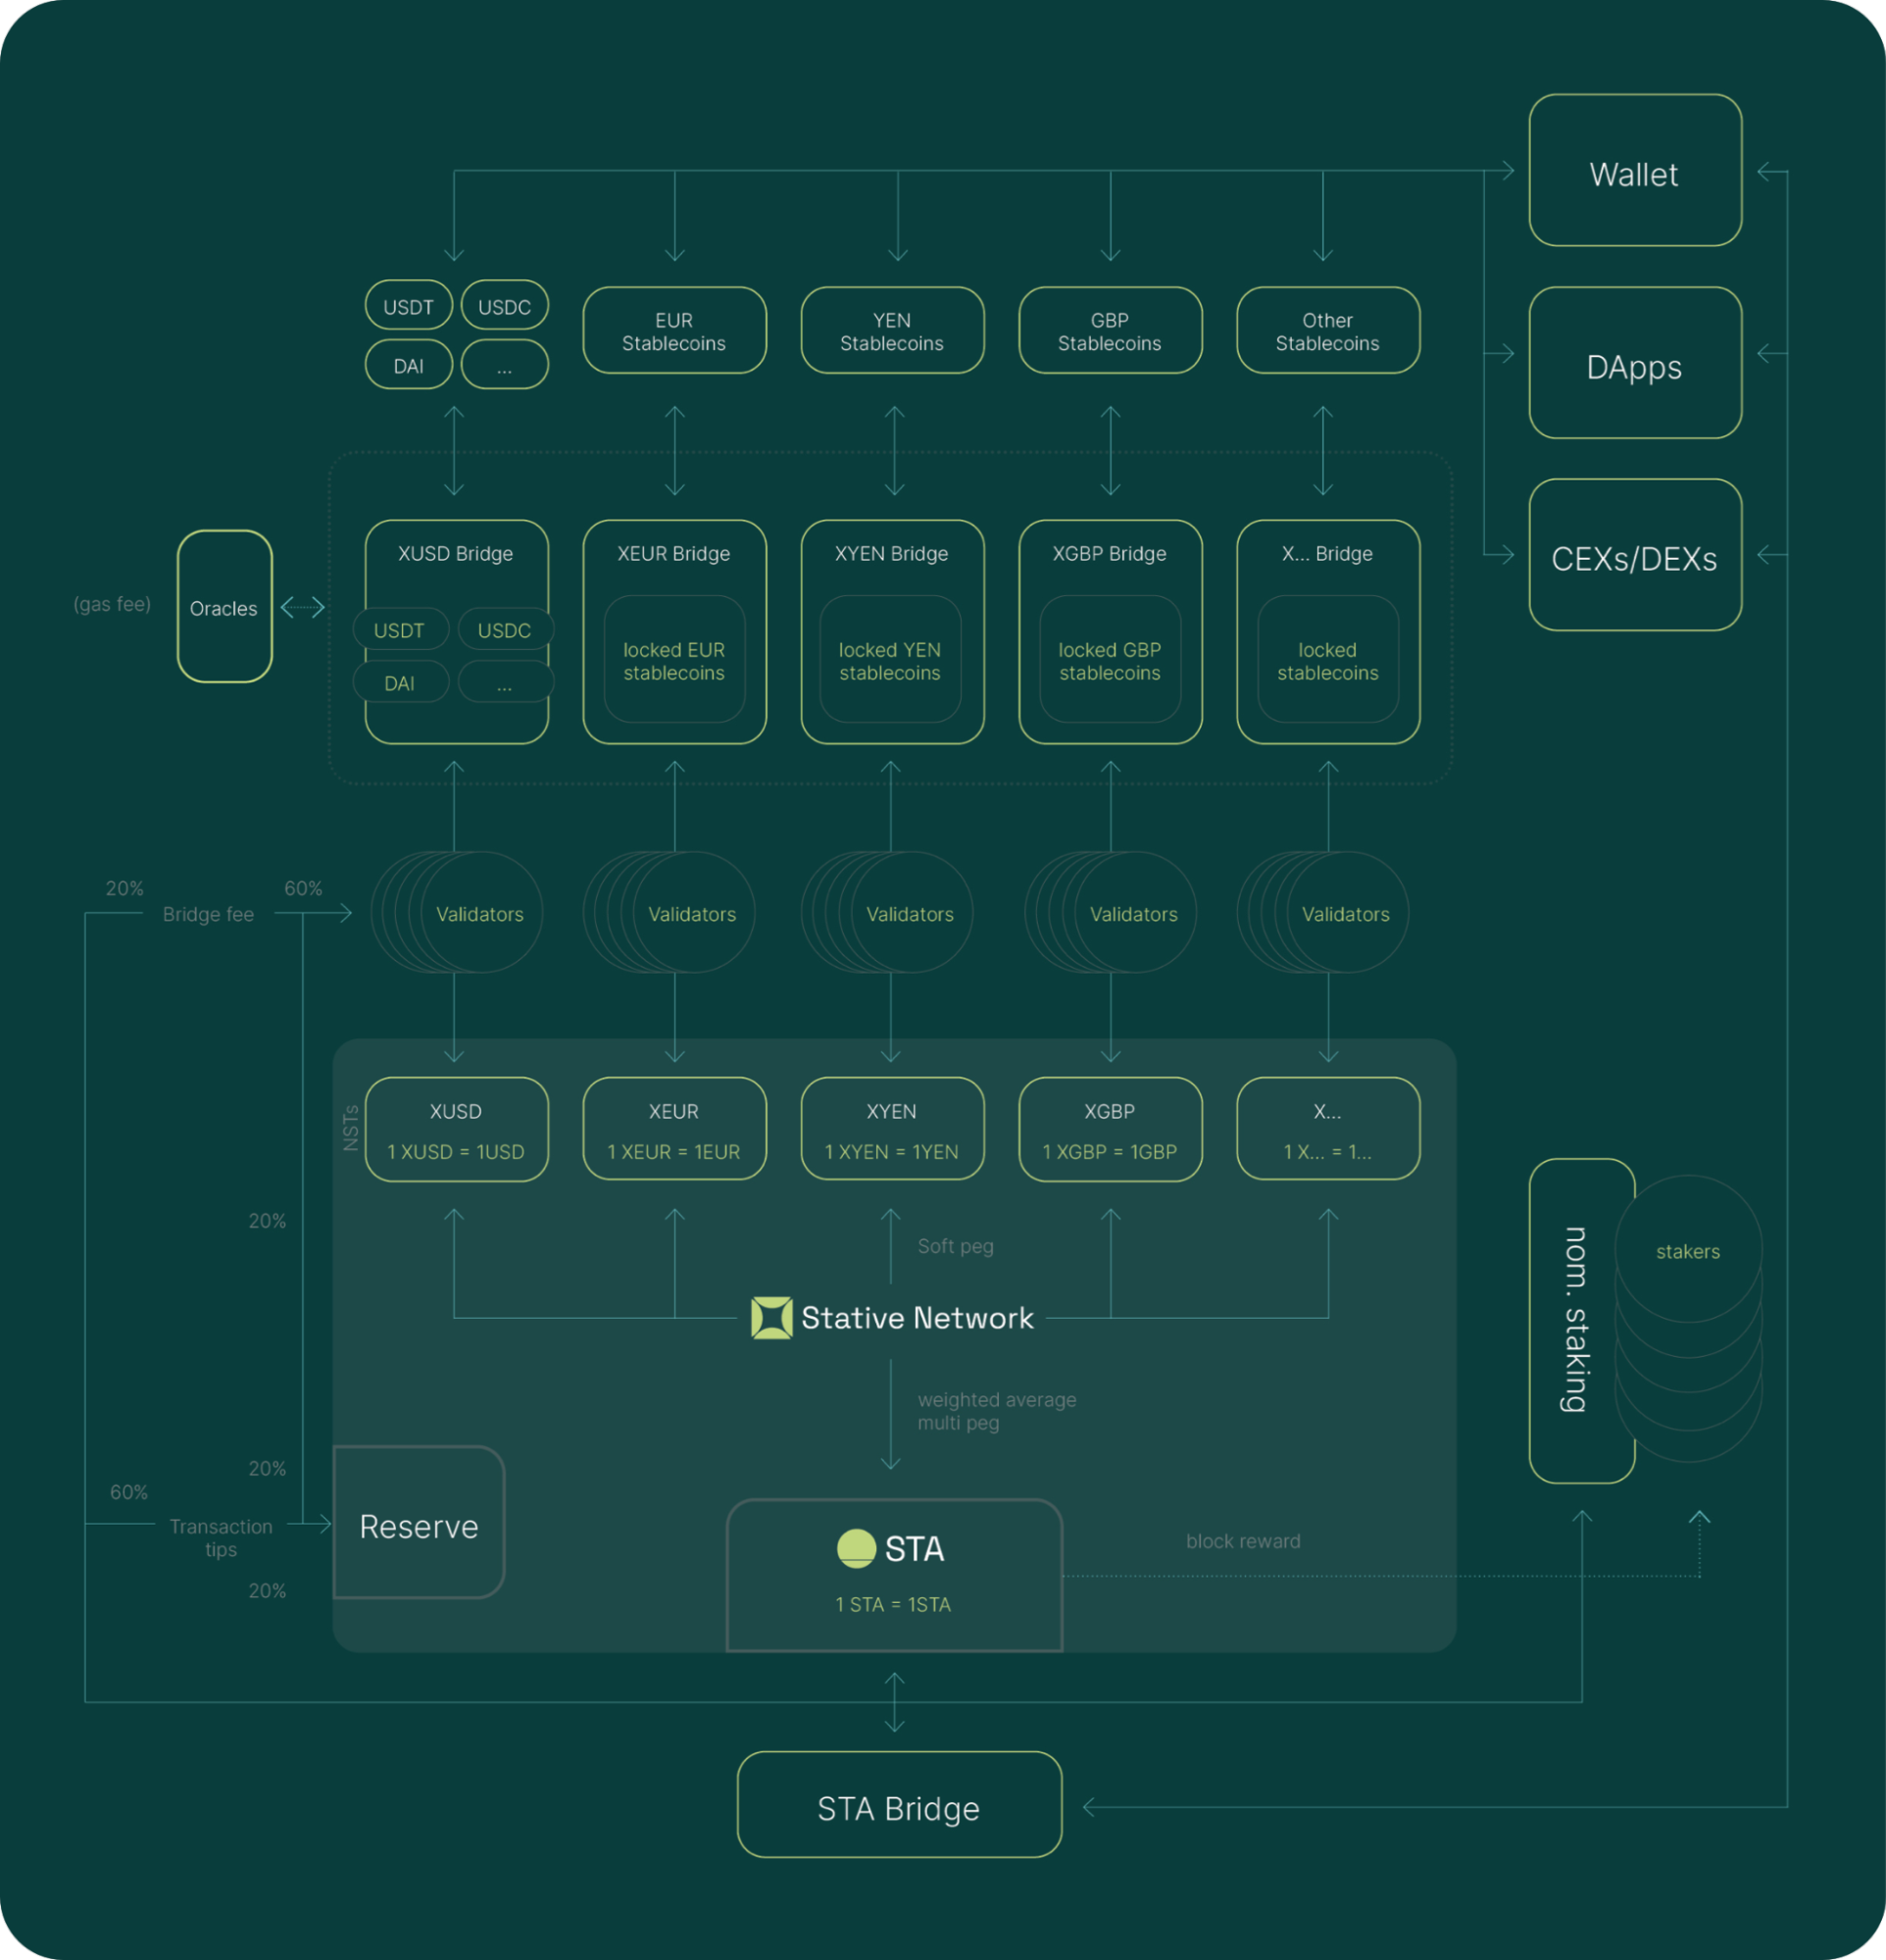 Wallet
USDT
USDC
DAI
...
EUR
Stablecoins
YEN
Stablecoins
GBP
Stablecoins
Other
Stablecoins
DApps
CEXs/DEXs
(gas fee)
Oracles
XUSD Bridge
USDT
USDC
DAI
...
XEUR Bridge
locked EUR
stablecoins
XYEN Bridge
locked YEN
stablecoins
XGBP Bridge
locked GBP
stablecoins
X... Bridge
locked
stablecoins
20%
Bridge fee
60%
Validators
Validators
Validators
Validators
Validators
NSTs
XUSD
1 XUSD = 1USD
XEUR
1 XEUR = 1EUR
XYEN
1 XYEN = 1YEN
XGBP
1 XGBP = 1GBP
X...
1 X... = 1...
20%
Soft peg
Stative Network
weighted average
multi peg
nom. staking
stakers
20%
60%
Transaction
tips
20%
Reserve
STA
1 STA = 1STA
block reward
STA Bridge